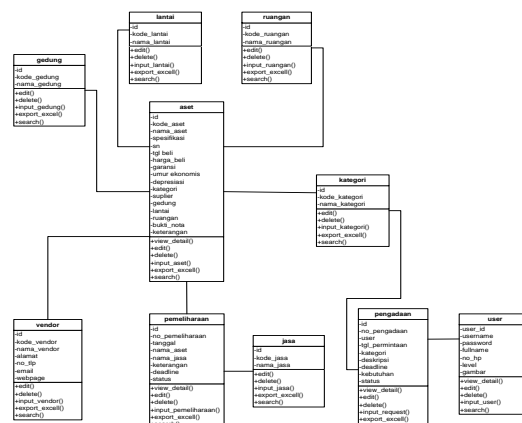 lantai
-id
-kode_lantai
-nama_lantai
+edit()
+delete()
+input_lantai()
+export_excell()
+search()
ruangan
-id
-kode_ruangan
-nama_ruangan
+edit()
+delete()
+input_ruangan()
+export_excell()
+search()
gedung
-id
-kode_gedung
-nama_gedung
+edit()
+delete()
+input_gedung()
+export_excel()
+search()
aset
-id
-kode_aset
-nama_aset
-spesifikasi
-sn
-tgl beli
-harga_beli
-garansi
-umur ekonomis
-depresiasi
-kategori
-suplier
-gedung
-lantai
-ruangan
-bukti_nota
-keterangan
+view_detail()
+edit()
+delete()
+input_aset()
+export_excell()
+search()
kategori
-id
-kode_kategori
-nama_kategori
+edit()
+delete()
+input_kategori()
+export_excell()
+search()
vendor
-id
-kode_vendor
-nama_vendor
-alamat
-no_tlp
-email
-webpage
+edit()
+delete()
+input_vendor()
+export_excell()
+search()
pemeliharaan
-id
-no_pemeliharaan
-tanggal
-nama_aset
-nama_jasa
-keterangan
-deadline
-status
+view_detail()
+edit()
+delete()
+input_pemeliharaan()
+export_excell()
jasa
-id
-kode_jasa
-nama_jasa
+edit()
+delete()
+input_jasa()
+export_excell()
+search()
pengadaan
-id
-no_pengadaan
-user
-tgl_permintaan
-kategori
-deskripsi
-deadline
-kebutuhan
-status
+view_detail()
+edit()
+delete()
+input_request()
+export_excell()
user
-user_id
-username
-password
-fullname
-no_hp
-level
-gambar
+view_detail()
+edit()
+delete()
+input_user()
+search()